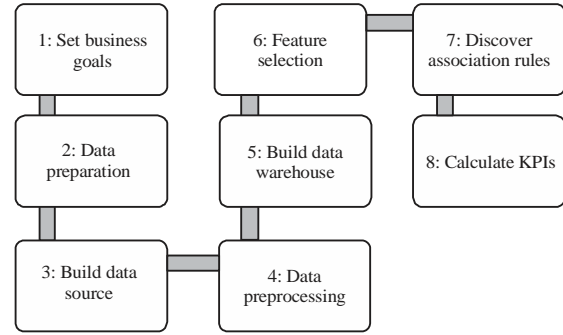 1: Set business
goals
2: Data
preparation
3: Build data
source
4: Data
preprocessing
5: Build data
warehouse
6: Feature
selection
7: Discover
association rules
8: Calculate KPIs